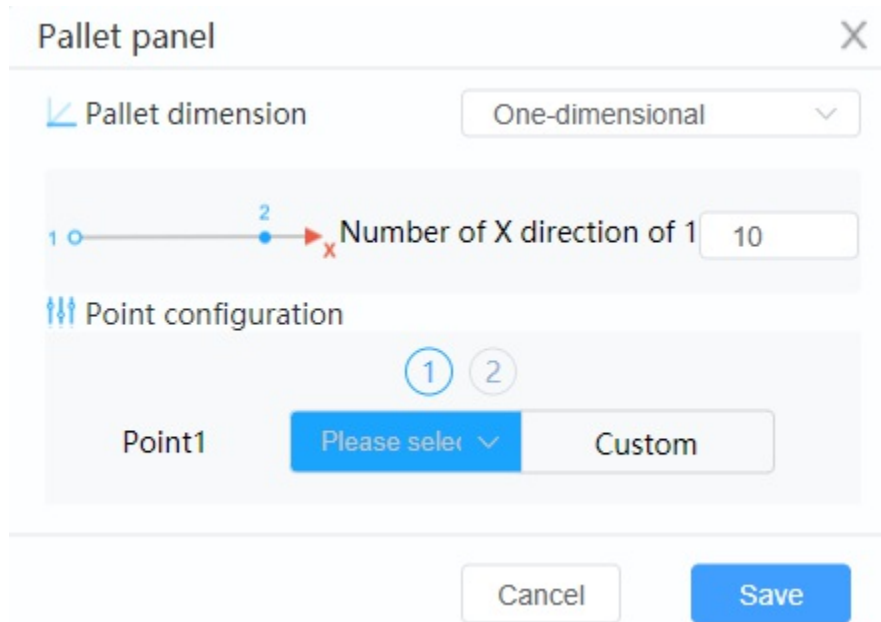 Pallet panel
Pallet dimension One-dimensional
2
1 X Number of X direction of 1 10
Point configuration
1 2
Point1 Please selec Custom
Cancel Save